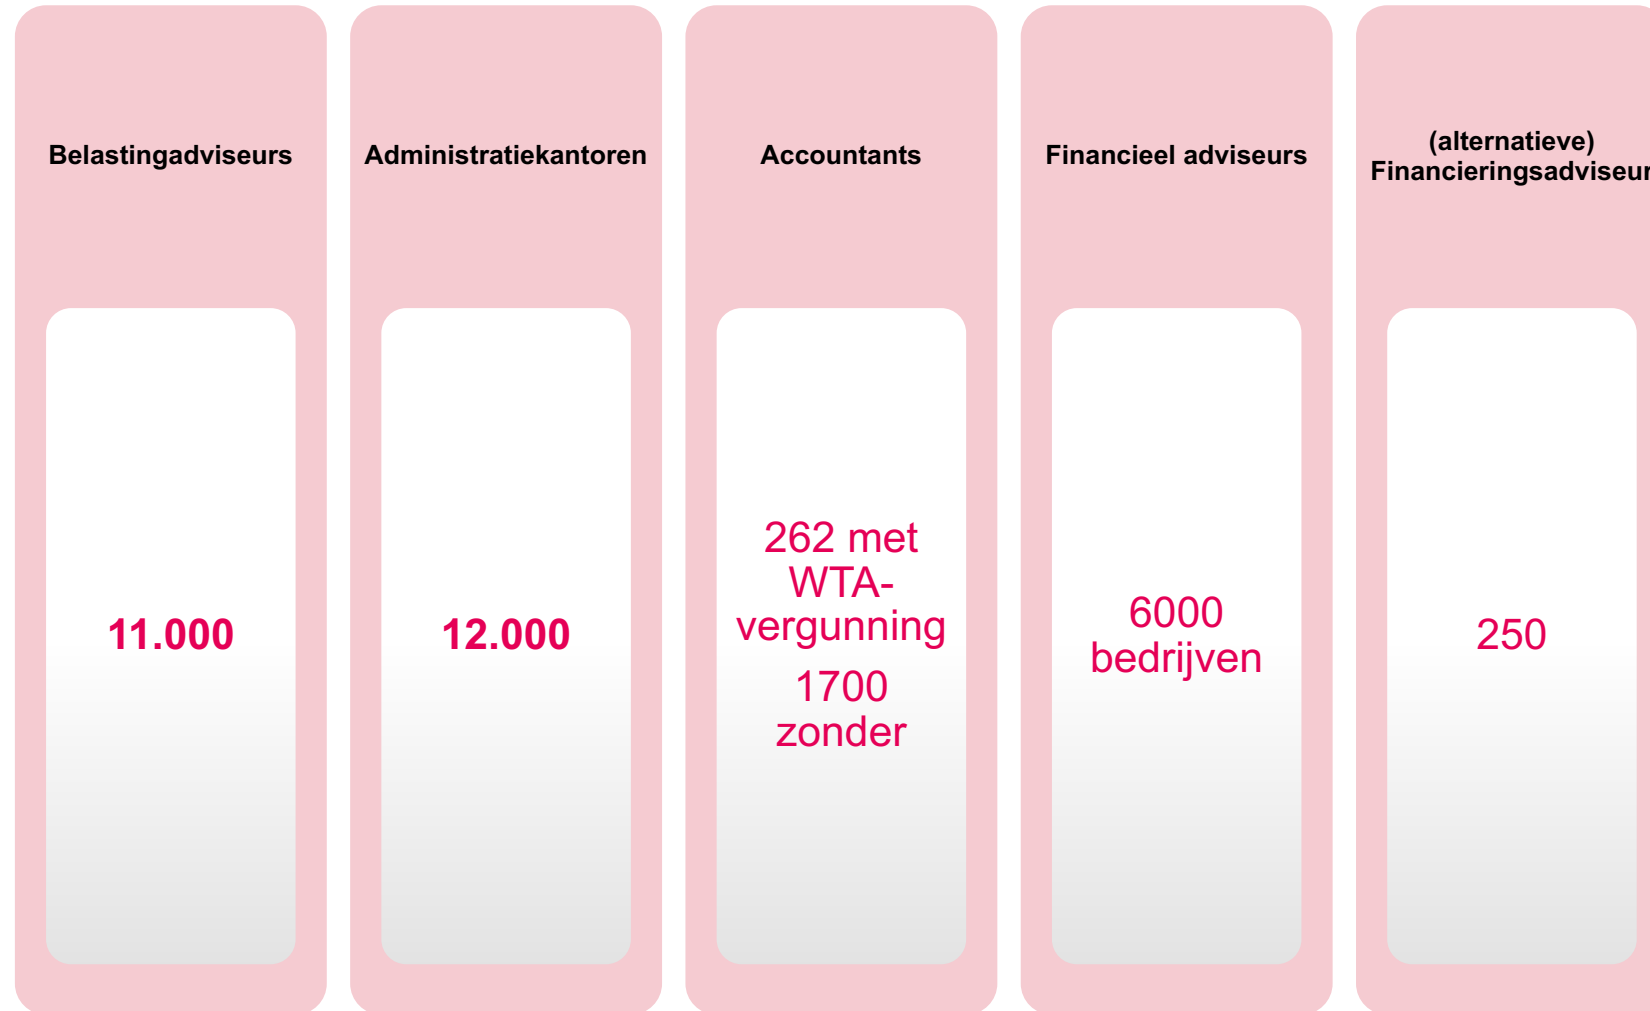 Belastingadviseurs
11.000
Administratiekantoren
12.000
Accountants
262 met
WTA-
vergunning
1700
zonder
Financieel adviseurs
6000
bedrijven
(alternatieve)
Financieringsadviseur
250